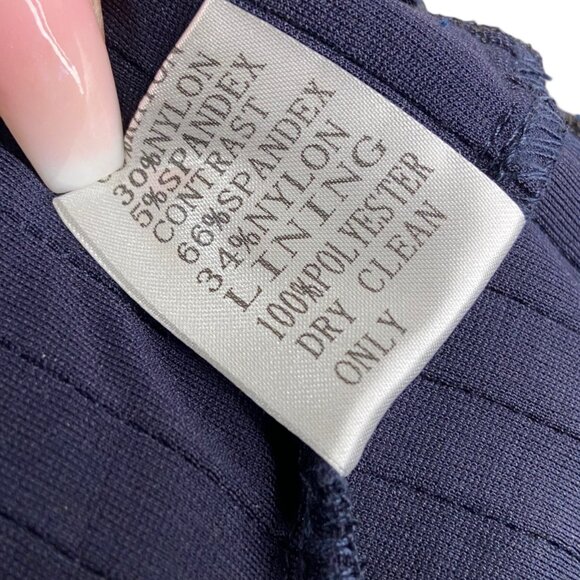 30%NYLON
5%SPANDEX
CONTRAST
66%SPANDEX
34%NYLON
LINING
100%POLYESTER
DRY CLEAN
ONLY